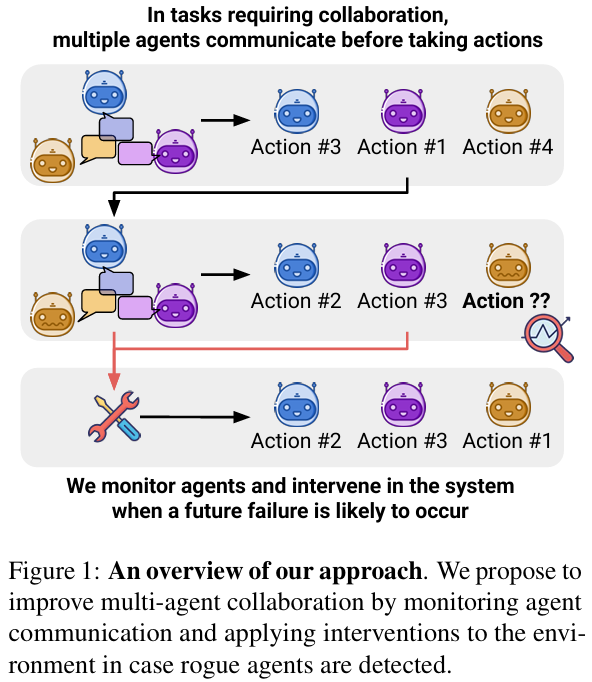 In tasks requiring collaboration,
multiple agents communicate before taking actions
Action #3 Action #1 Action #4
Action #2 Action #3 Action ??
Action #2 Action #3 Action #1
We monitor agents and intervene in the system
when a future failure is likely to occur
Figure 1: An overview of our approach. We propose to
improve multi-agent collaboration by monitoring agent
communication and applying interventions to the envi-
ronment in case rogue agents are detected.